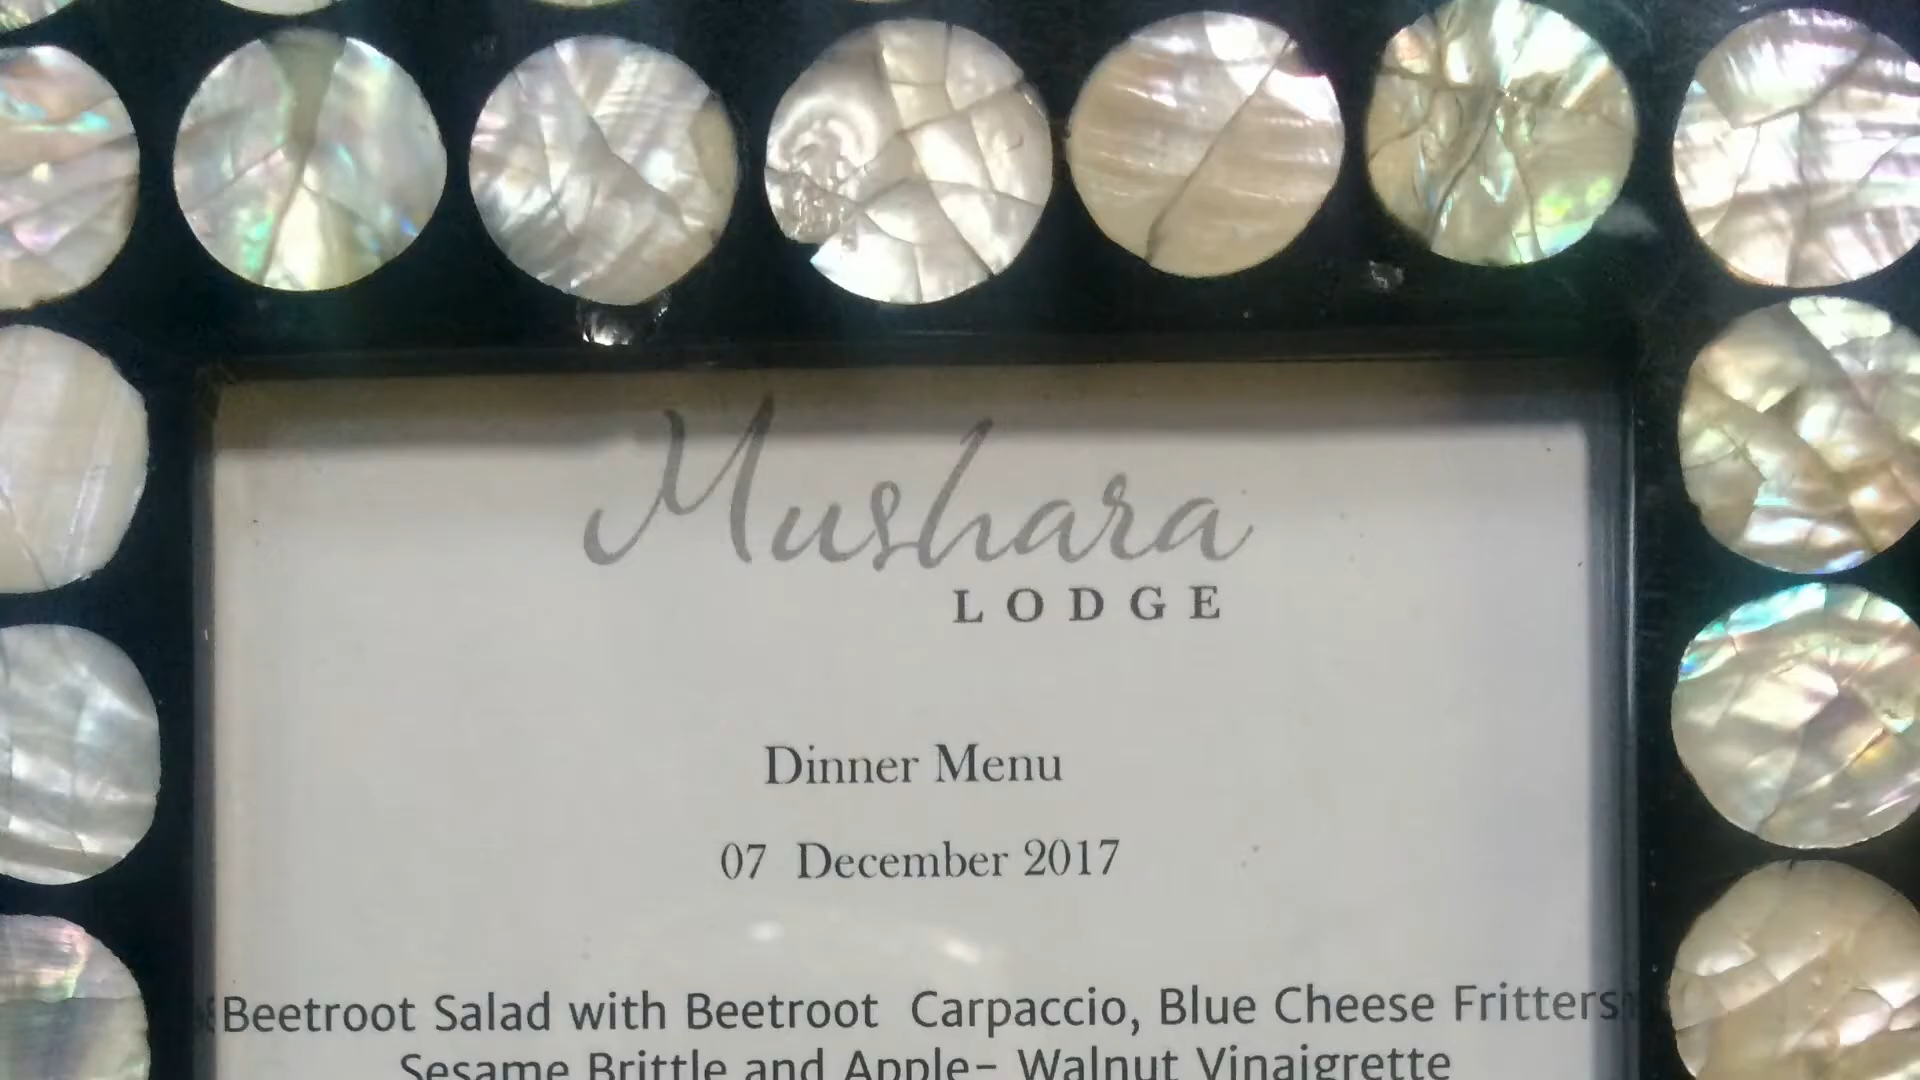 Mushara
LODGE
Dinner Menu
07 December 2017
Beetroot Salad with Beetroot Carpaccio, Blue Cheese Fritters
Sesame Brittle and Apple- Walnut Vinaigrette